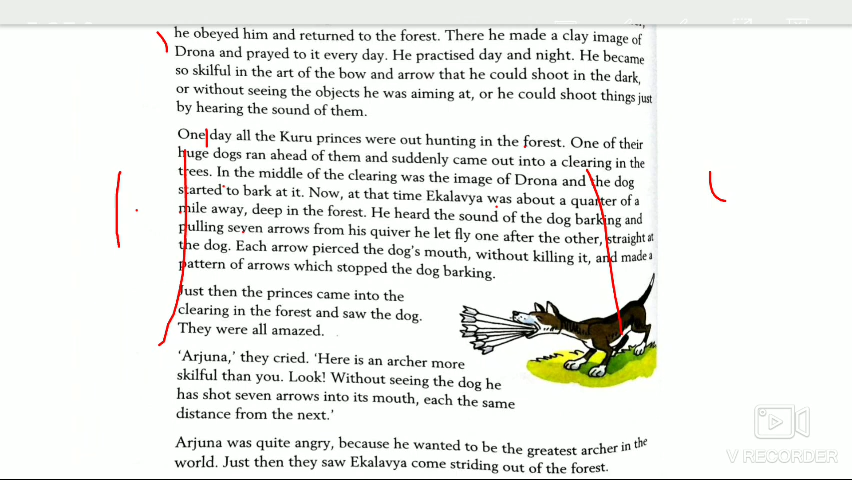 he obeyed him and returned to the forest. There he made a clay image of
Drona and prayed to it every day. He practised day and night. He became
so skilful in the art of the bow and arrow that he could shoot in the dark,
or without seeing the objects he was aiming at, or he could shoot things just
by hearing the sound of them.
One day all the Kuru princes were out hunting in the forest. One of their
huge dogs ran ahead of them and suddenly came out into a clearing in the
trees. In the middle of the clearing was the image of Drona and the dog
started to bark at it. Now, at that time Ekalavya was about a quarter of a
mile away, deep in the forest. He heard the sound of the dog barking and
pulling seven arrows from his quiver he let fly one after the other, straight at
the dog. Each arrow pierced the dog's mouth, without killing it, and made a
pattern of arrows which stopped the dog barking.
Just then the princes came into the
clearing in the forest and saw the dog.
They were all amazed.
'Arjuna,' they cried. 'Here is an archer more
skilful than you. Look! Without seeing the dog he
has shot seven arrows into its mouth, each the same
distance from the next.'
Arjuna was quite angry, because he wanted to be the greatest archer in the
world. Just then they saw Ekalavya come striding out of the forest.
V RECORDER